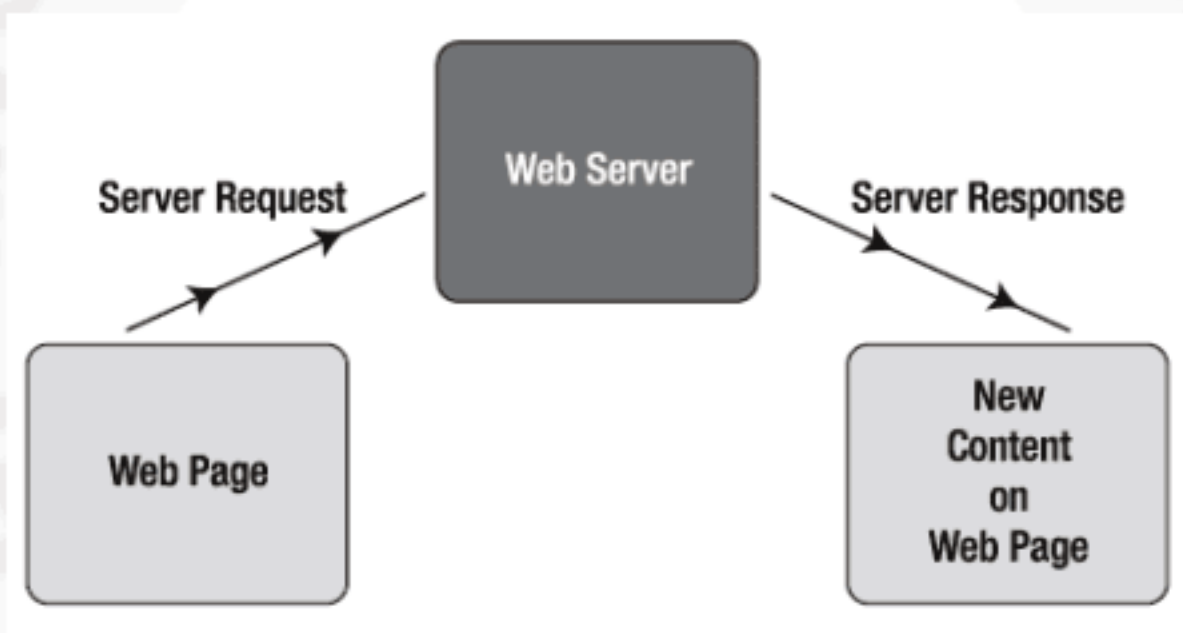 Web Server
Server Request
Server Response
Web Page
New
Content
on
Web Page